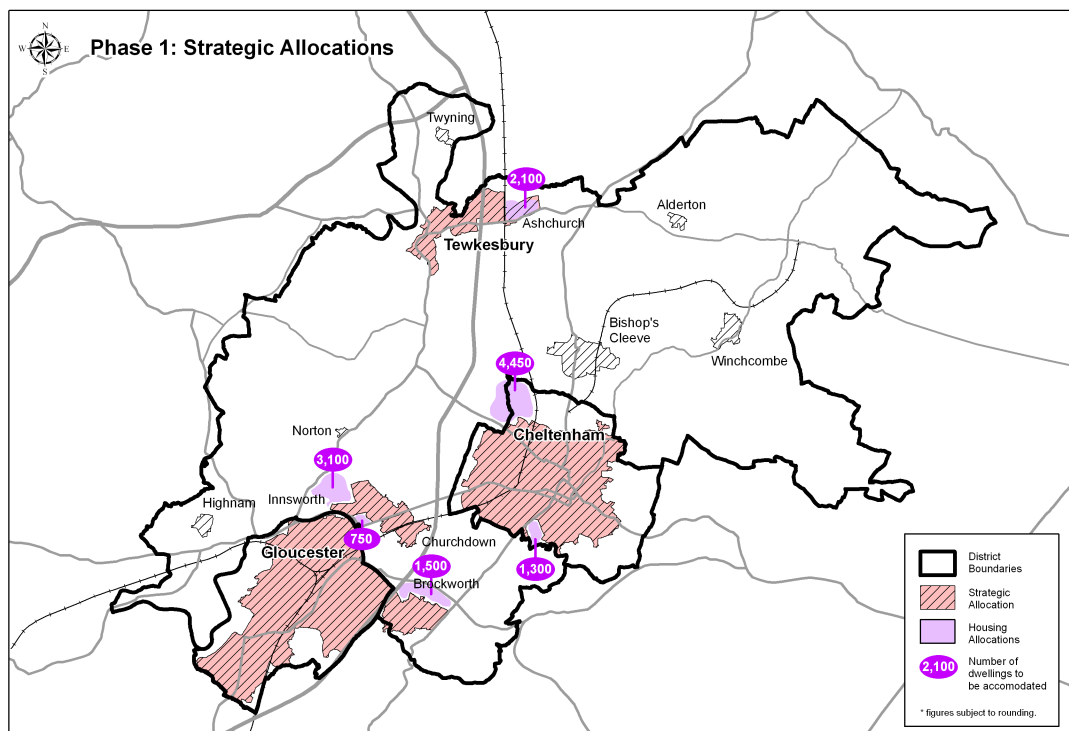 N
W E
S
Phase 1: Strategic Allocations
Twyning
2,100
Alderton
Ashchurch
Tewkesbury
Bishop's
Cleeve
Winchcombe
4,450
Cheltenham
Norton
3,100
Innsworth
Highnam
750
Churchdown
Gloucester
1,500
Brockworth
1,300
District
Boundaries
Strategic
Allocation
Housing
Allocations
2,100
Number of
dwellings to
be accomodated
* figures subject to rounding.